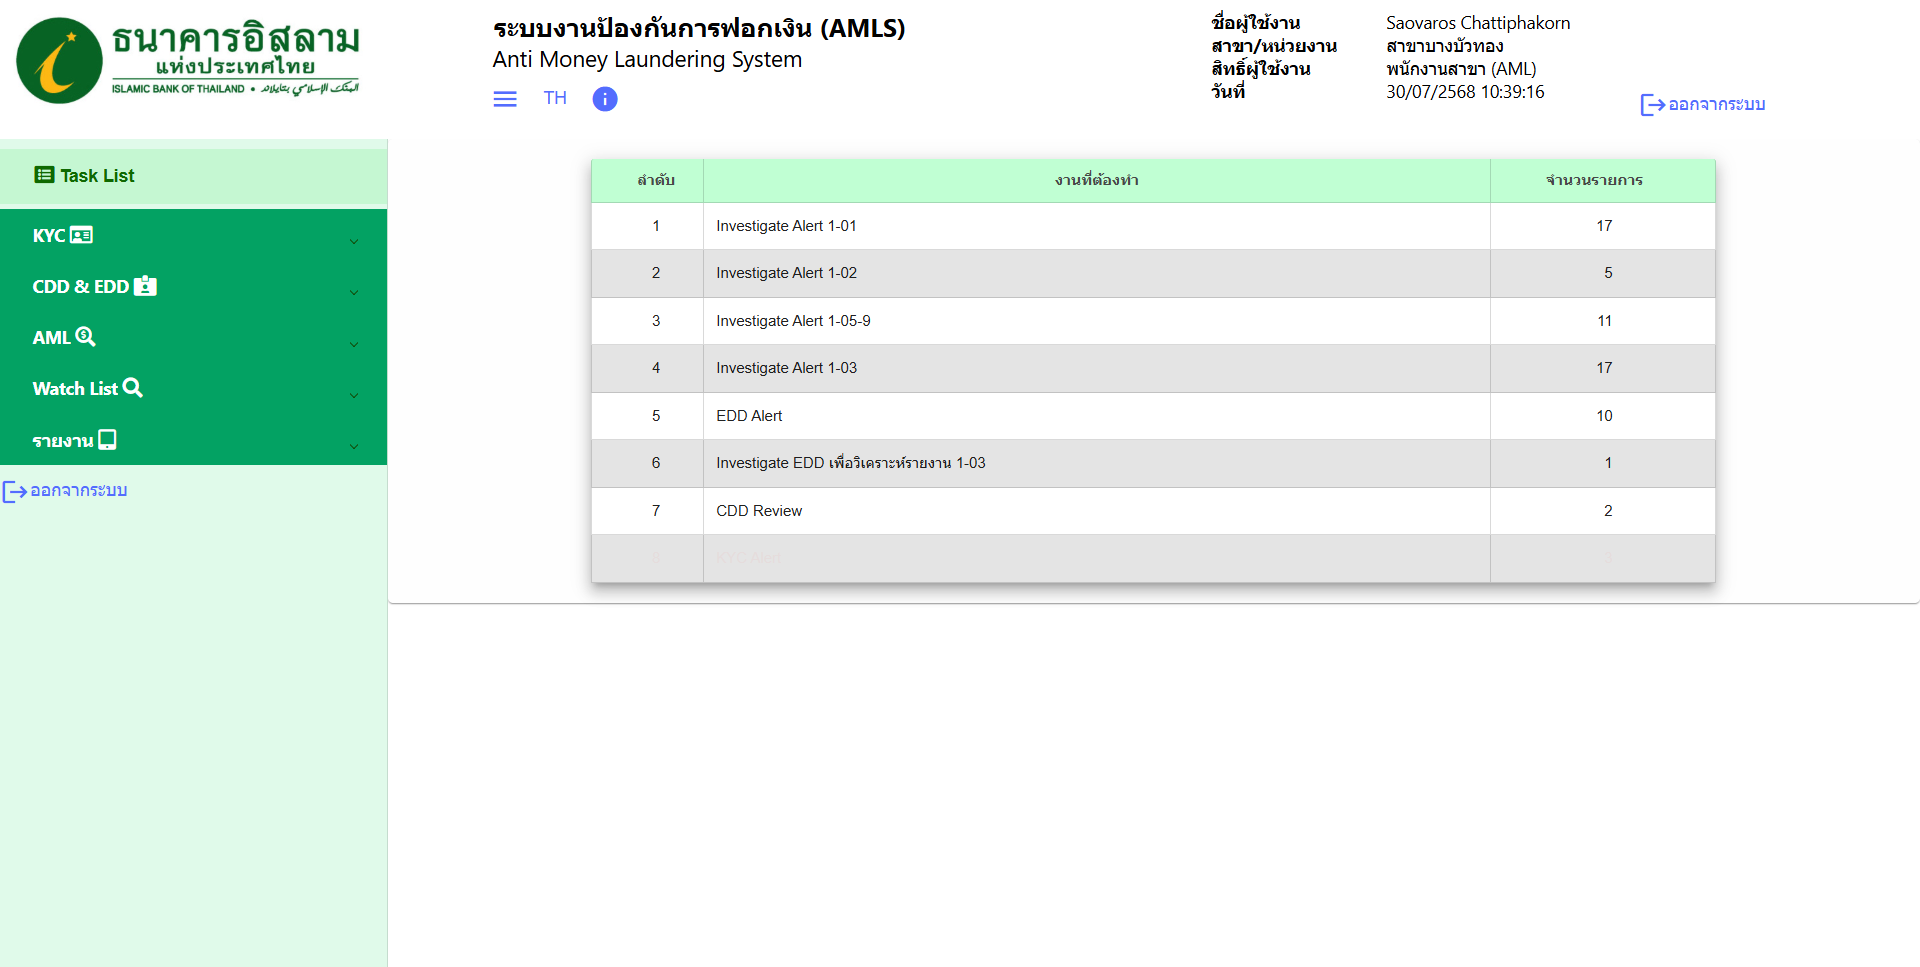 ธนาคารอิสลาม
แห่งประเทศไทย
ISLAMIC BANK OF THAILAND • البنك الإسلامي بتايلاند
ระบบงานป้องกันการฟอกเงิน (AMLS)
Anti Money Laundering System
TH
ชื่อผู้ใช้งาน Saovaros Chattiphakorn
สาขา/หน่วยงาน สาขาบางบัวทอง
สิทธิ์ผู้ใช้งาน พนักงานสาขา (AML)
วันที่ 30/07/2568 10:39:16
ออกจากระบบ
Task List
KYC
CDD & EDD
AML
Watch List
รายงาน
ออกจากระบบ
ลำดับ งานที่ต้องทำ จำนวนรายการ
1 Investigate Alert 1-01 17
2 Investigate Alert 1-02 5
3 Investigate Alert 1-05-9 11
4 Investigate Alert 1-03 17
5 EDD Alert 10
6 Investigate EDD เพื่อวิเคราะห์รายงาน 1-03 1
7 CDD Review 2
KYC Alert